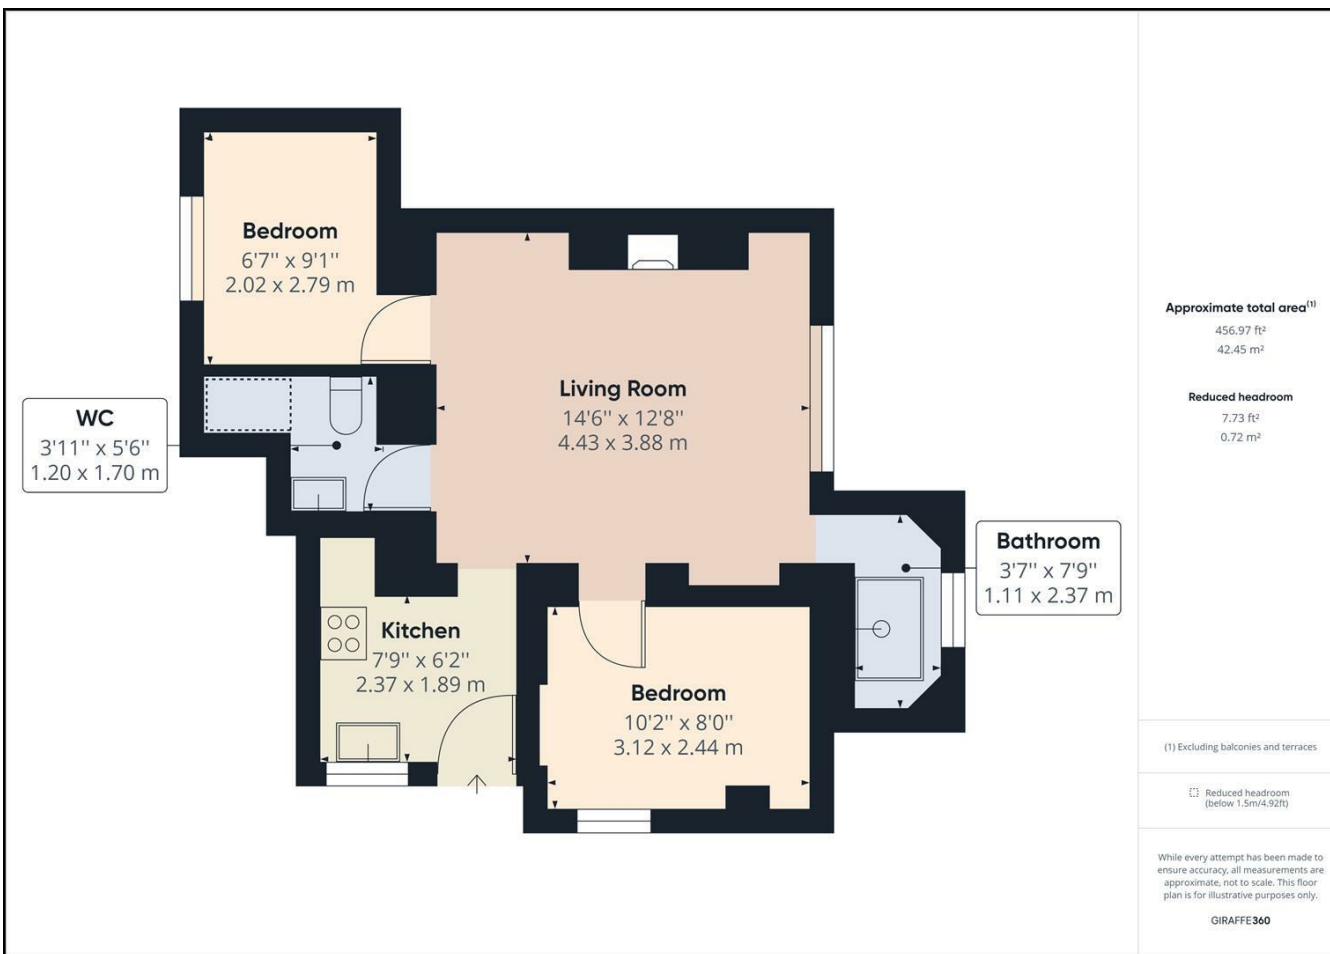 Bedroom
6'7'' x 9'1''
2.02 x 2.79 m
WC
3'11'' x 5'6''
1.20 x 1.70 m
Living Room
14'6'' x 12'8''
4.43 x 3.88 m
Bathroom
3'7'' x 7'9''
1.11 x 2.37 m
Kitchen
7'9'' x 6'2''
2.37 x 1.89 m
Bedroom
10'2'' x 8'0''
3.12 x 2.44 m
Approximate total area(1)
456.97 ft²
42.45 m²
Reduced headroom
7.73 ft²
0.72 m²
(1) Excluding balconies and terraces
Reduced headroom
(below 1.5m/4.92ft)
While every attempt has been made to
ensure accuracy, all measurements are
approximate, not to scale. This floor
plan is for illustrative purposes only.
GIRAFFE360